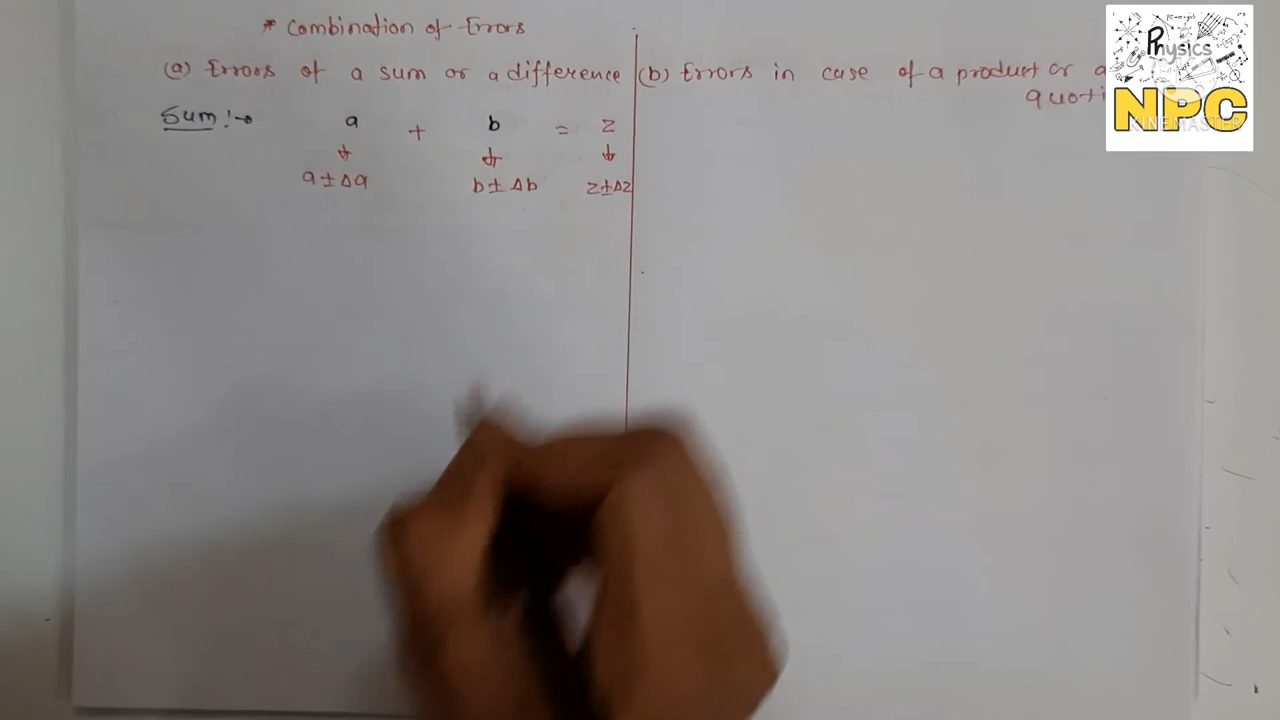 * Combination of Errors
(a) Errors of a sum or a difference
Sum:→ a + b = z
a±Δa b±Δb z±Δz
(b) Errors in case of a product or a
Physics
NPC
KINEMASTER